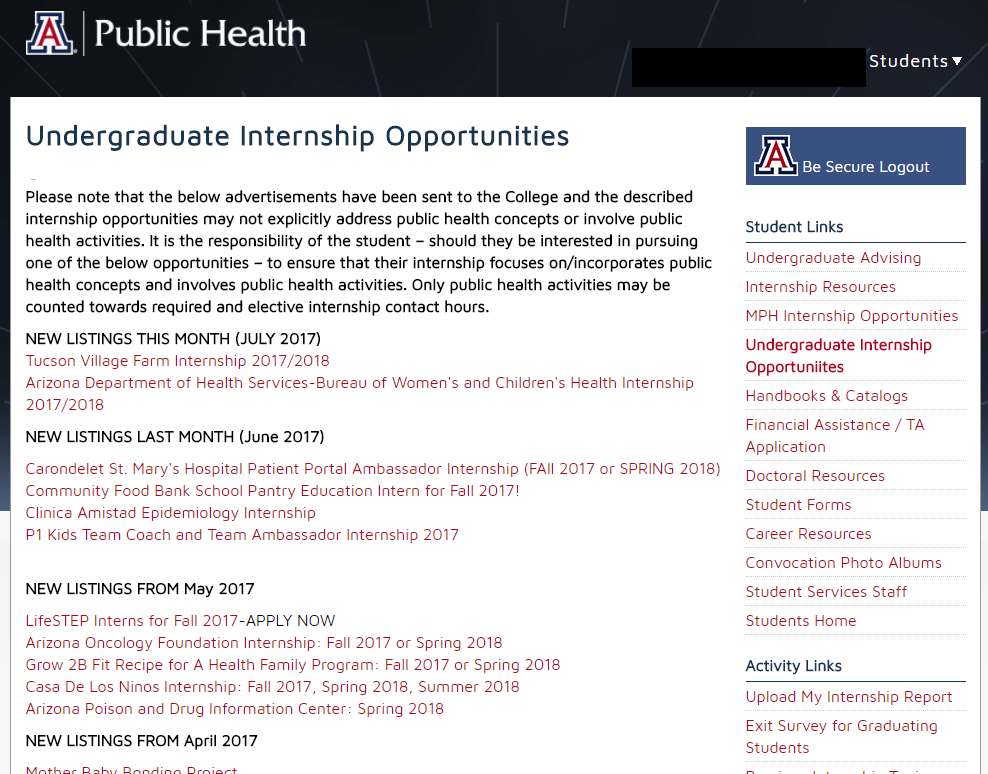 A Public Health
Students▼
Undergraduate Internship Opportunities
Please note that the below advertisements have been sent to the College and the described
internship opportunities may not explicitly address public health concepts or involve public
health activities. It is the responsibility of the student – should they be interested in pursuing
one of the below opportunities – to ensure that their internship focuses on/incorporates public
health concepts and involves public health activities. Only public health activities may be
counted towards required and elective internship contact hours.
NEW LISTINGS THIS MONTH (JULY 2017)
Tucson Village Farm Internship 2017/2018
Arizona Department of Health Services-Bureau of Women's and Children's Health Internship
2017/2018
NEW LISTINGS LAST MONTH (June 2017)
Carondelet St. Mary's Hospital Patient Portal Ambassador Internship (FAll 2017 or SPRING 2018)
Community Food Bank School Pantry Education Intern for Fall 2017!
Clinica Amistad Epidemiology Internship
P1 Kids Team Coach and Team Ambassador Internship 2017
NEW LISTINGS FROM May 2017
LifeSTEP Interns for Fall 2017-APPLY NOW
Arizona Oncology Foundation Internship: Fall 2017 or Spring 2018
Grow 2B Fit Recipe for A Health Family Program: Fall 2017 or Spring 2018
Casa De Los Ninos Internship: Fall 2017, Spring 2018, Summer 2018
Arizona Poison and Drug Information Center: Spring 2018
NEW LISTINGS FROM April 2017
Mother Baby Bonding Project
A Be Secure Logout
Student Links
Undergraduate Advising
Internship Resources
MPH Internship Opportunities
Undergraduate Internship
Opportuniites
Handbooks & Catalogs
Financial Assistance / TA
Application
Doctoral Resources
Student Forms
Career Resources
Convocation Photo Albums
Student Services Staff
Students Home
Activity Links
Upload My Internship Report
Exit Survey for Graduating
Students